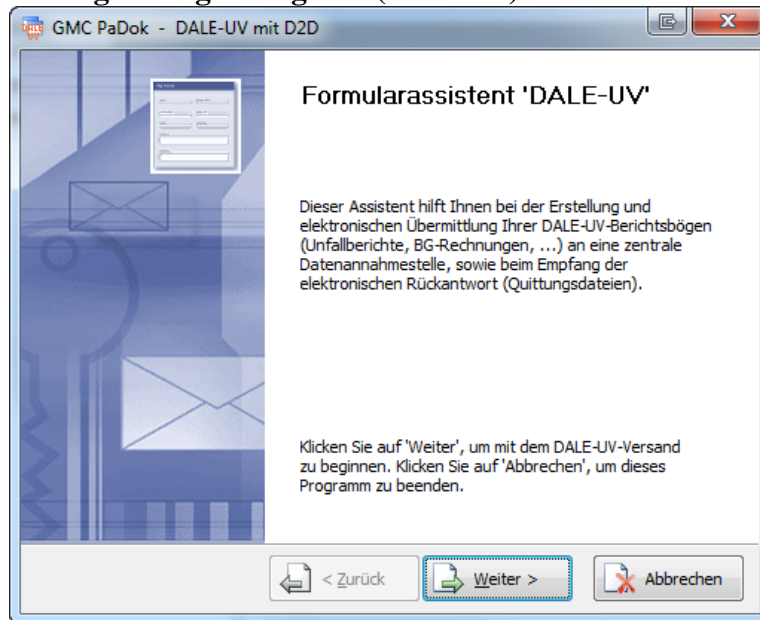 GMC PaDok - DALE-UV mit D2D
Formularassistent 'DALE-UV'
Dieser Assistent hilft Ihnen bei der Erstellung und
elektronischen Übermittlung Ihrer DALE-UV-Berichtsbögen
(Unfallberichte, BG-Rechnungen, ...) an eine zentrale
Datenannahmestelle, sowie beim Empfang der
elektronischen Rückantwort (Quittungsdateien).
Klicken Sie auf 'Weiter', um mit dem DALE-UV-Versand
zu beginnen. Klicken Sie auf 'Abbrechen', um dieses
Programm zu beenden.
< Zurück
Weiter >
Abbrechen